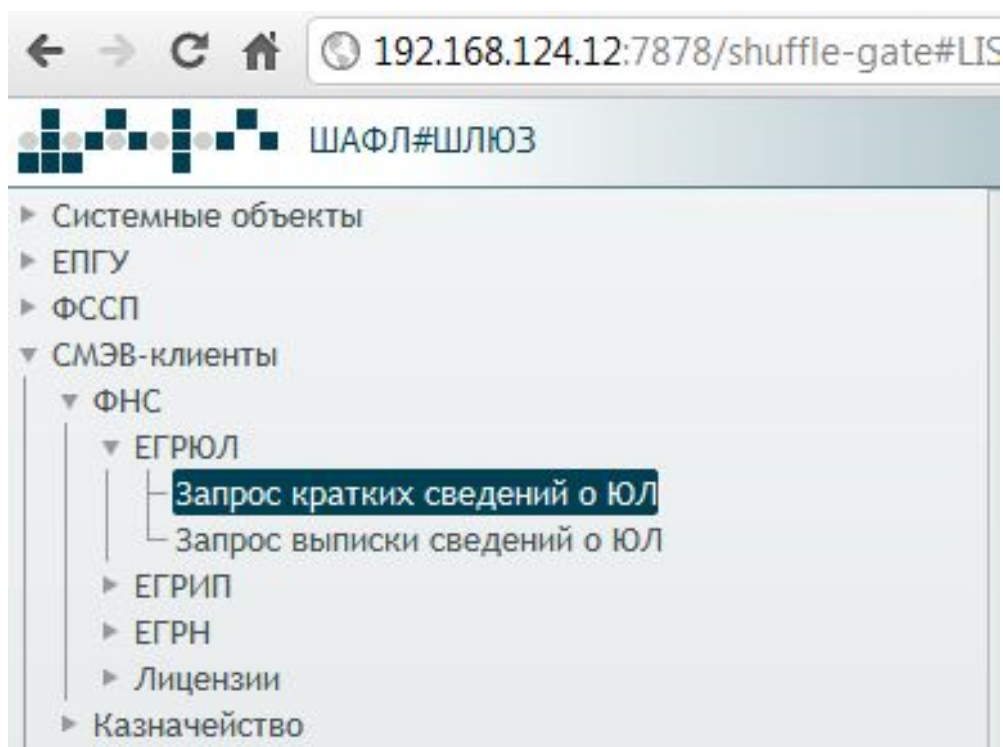 192.168.124.12:7878/shuffle-gate#LIS
ШАФЛ#ШЛЮЗ
Системные объекты
ЕПГУ
ФССП
СМЭВ-клиенты
ФНС
ЕГРЮЛ
Запрос кратких сведений о ЮЛ
Запрос выписки сведений о ЮЛ
ЕГРИП
ЕГРН
Лицензии
Казначейство